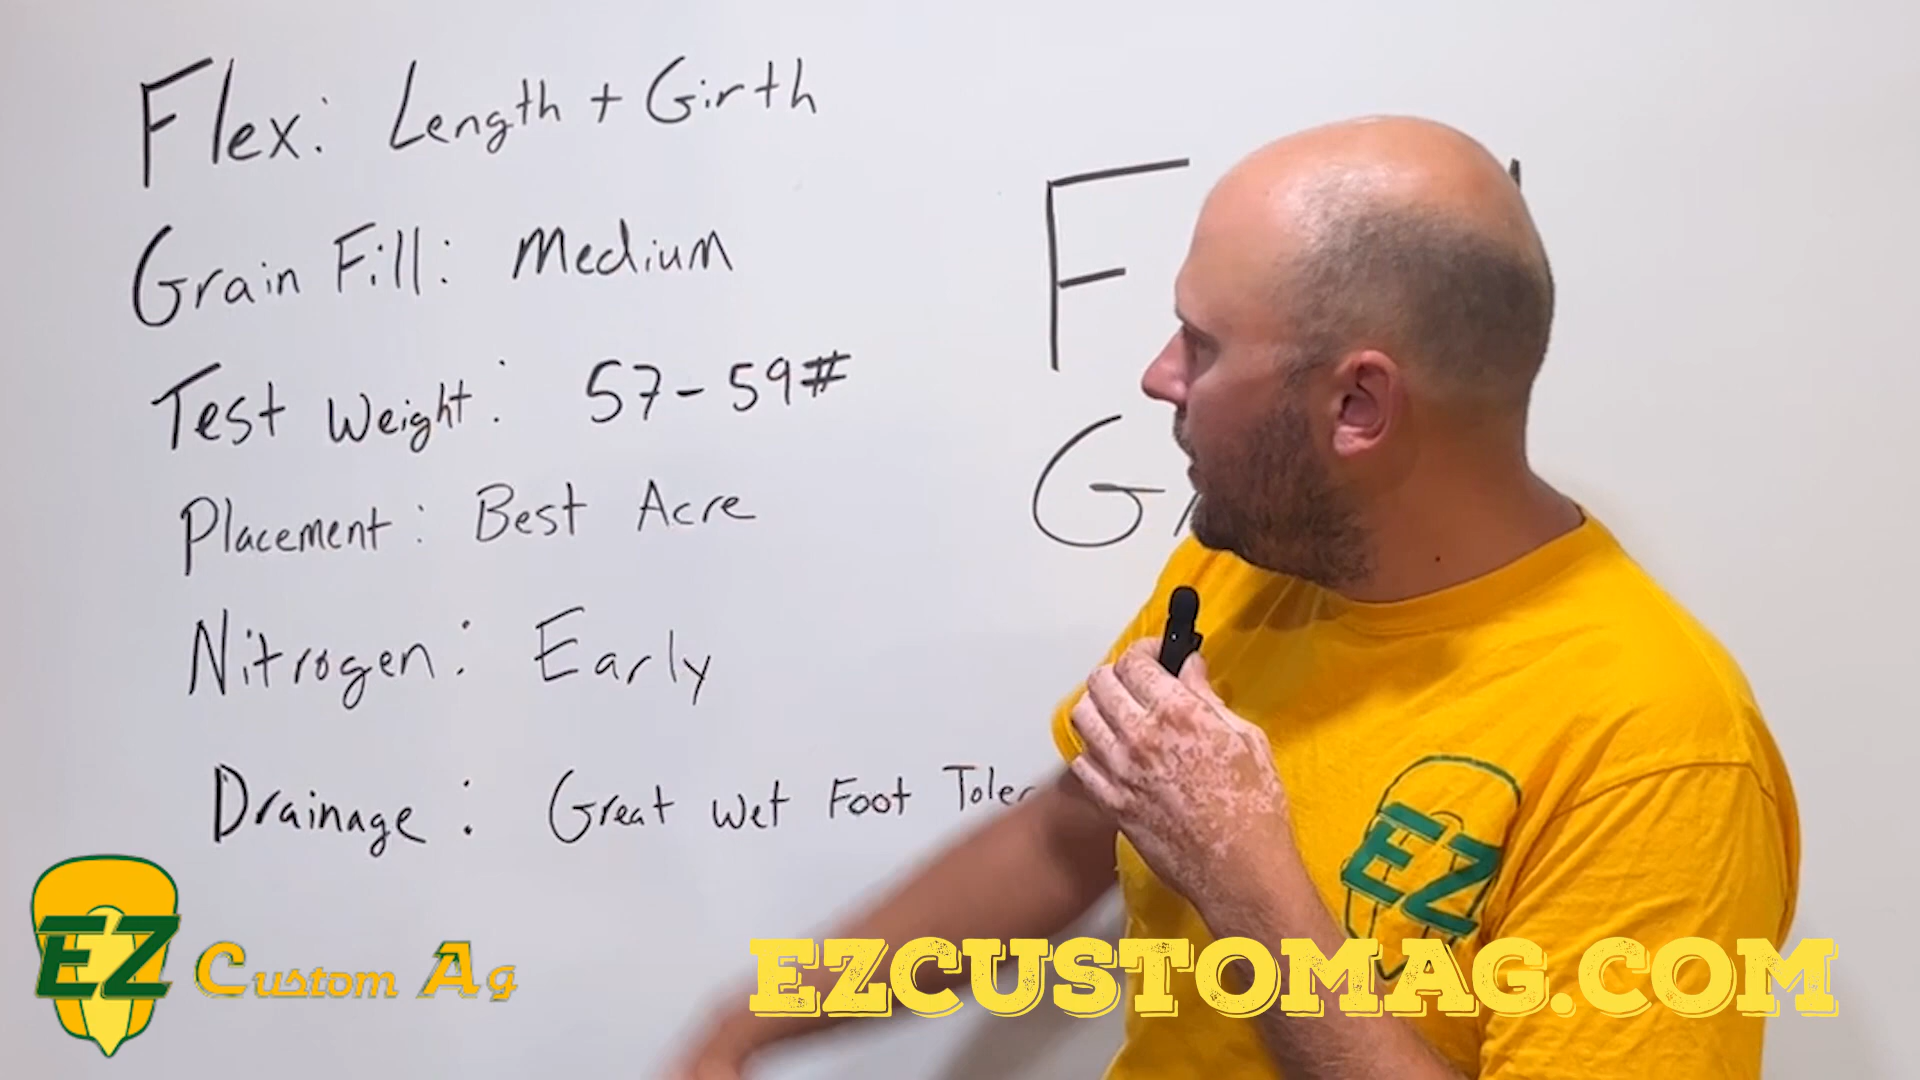 Flex: Length + Girth
Grain Fill: Medium
Test Weight: 57-59#
Placement: Best Acre
Nitrogen: Early
Drainage: Great Wet Foot Toler
F
G
EZ
EZ Custom Ag
EZCUSTOMAG.COM